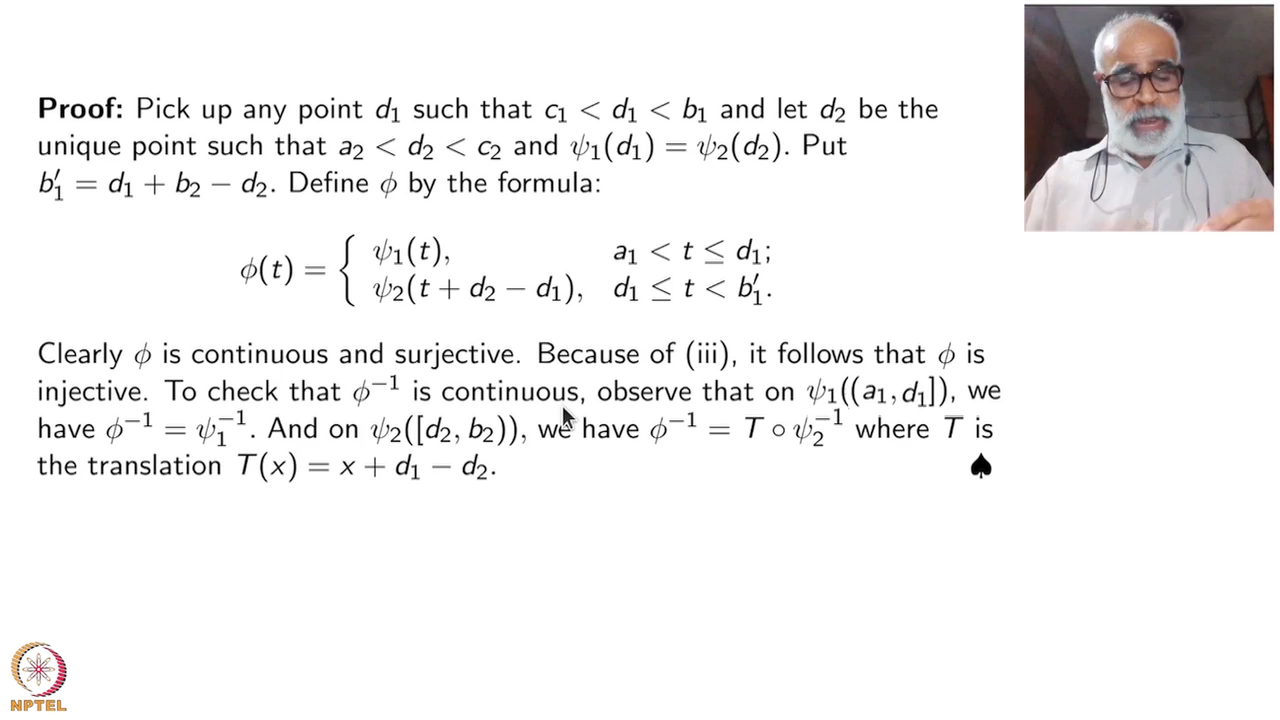 Proof: Pick up any point d₁ such that c₁ < d₁ < b₁ and let d₂ be the
unique point such that a₂ < d₂ < c₂ and ψ₁(d₁) = ψ₂(d₂). Put
b′₁ = d₁ + b₂ − d₂. Define ϕ by the formula:
ϕ(t) = { ψ₁(t), a₁ < t ≤ d₁;
ψ₂(t + d₂ − d₁), d₁ ≤ t < b′₁.
Clearly ϕ is continuous and surjective. Because of (iii), it follows that ϕ is
injective. To check that ϕ⁻¹ is continuous, observe that on ψ₁((a₁, d₁]), we
have ϕ⁻¹ = ψ₁⁻¹. And on ψ₂([d₂, b₂)), we have ϕ⁻¹ = T ∘ ψ₂⁻¹ where T is
the translation T(x) = x + d₁ − d₂. ♠
NPTEL